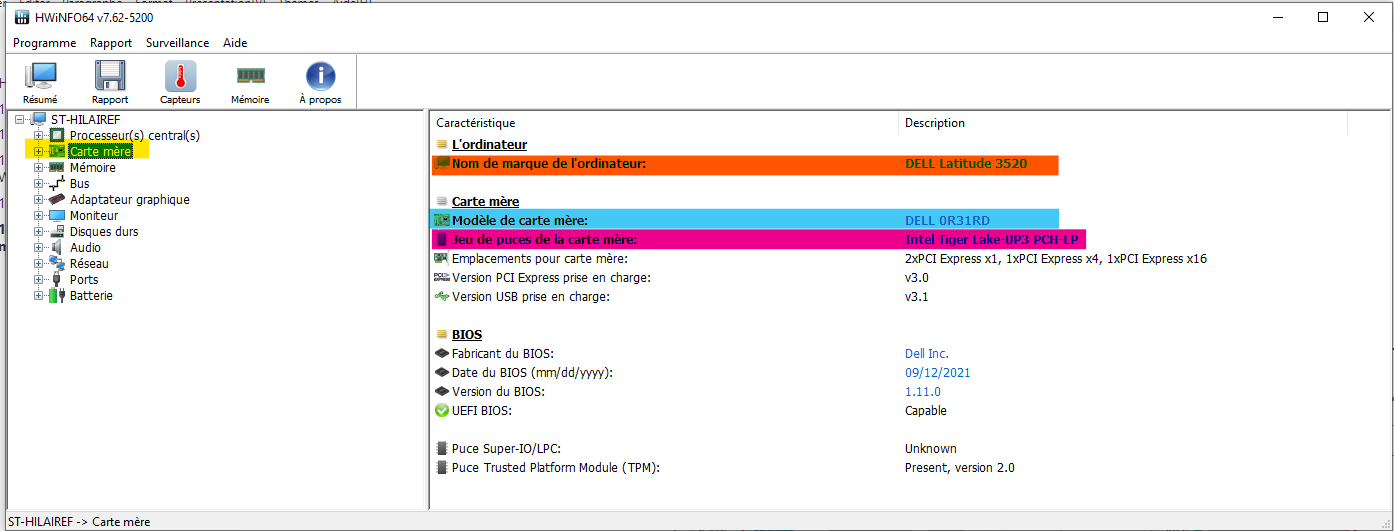 HWiNFO64 v7.62-5200
Programme Rapport Surveillance Aide
Résumé Rapport Capteurs Mémoire À propos
ST-HILAIREF
Processeur(s) central(s)
Carte mère
Mémoire
Bus
Adaptateur graphique
Moniteur
Disques durs
Audio
Réseau
Ports
Batterie
Caractéristique Description
L'ordinateur
Nom de marque de l'ordinateur: DELL Latitude 3520
Carte mère
Modèle de carte mère: DELL 0R31RD
Jeu de puces de la carte mère: Intel Tiger Lake-UP3 PCH-LP
Emplacements pour carte mère: 2xPCI Express x1, 1xPCI Express x4, 1xPCI Express x16
Version PCI Express prise en charge: v3.0
Version USB prise en charge: v3.1
BIOS
Fabricant du BIOS: Dell Inc.
Date du BIOS (mm/dd/yyyy): 09/12/2021
Version du BIOS: 1.11.0
UEFI BIOS: Capable
Puce Super-IO/LPC: Unknown
Puce Trusted Platform Module (TPM): Present, version 2.0
ST-HILAIREF -> Carte mère